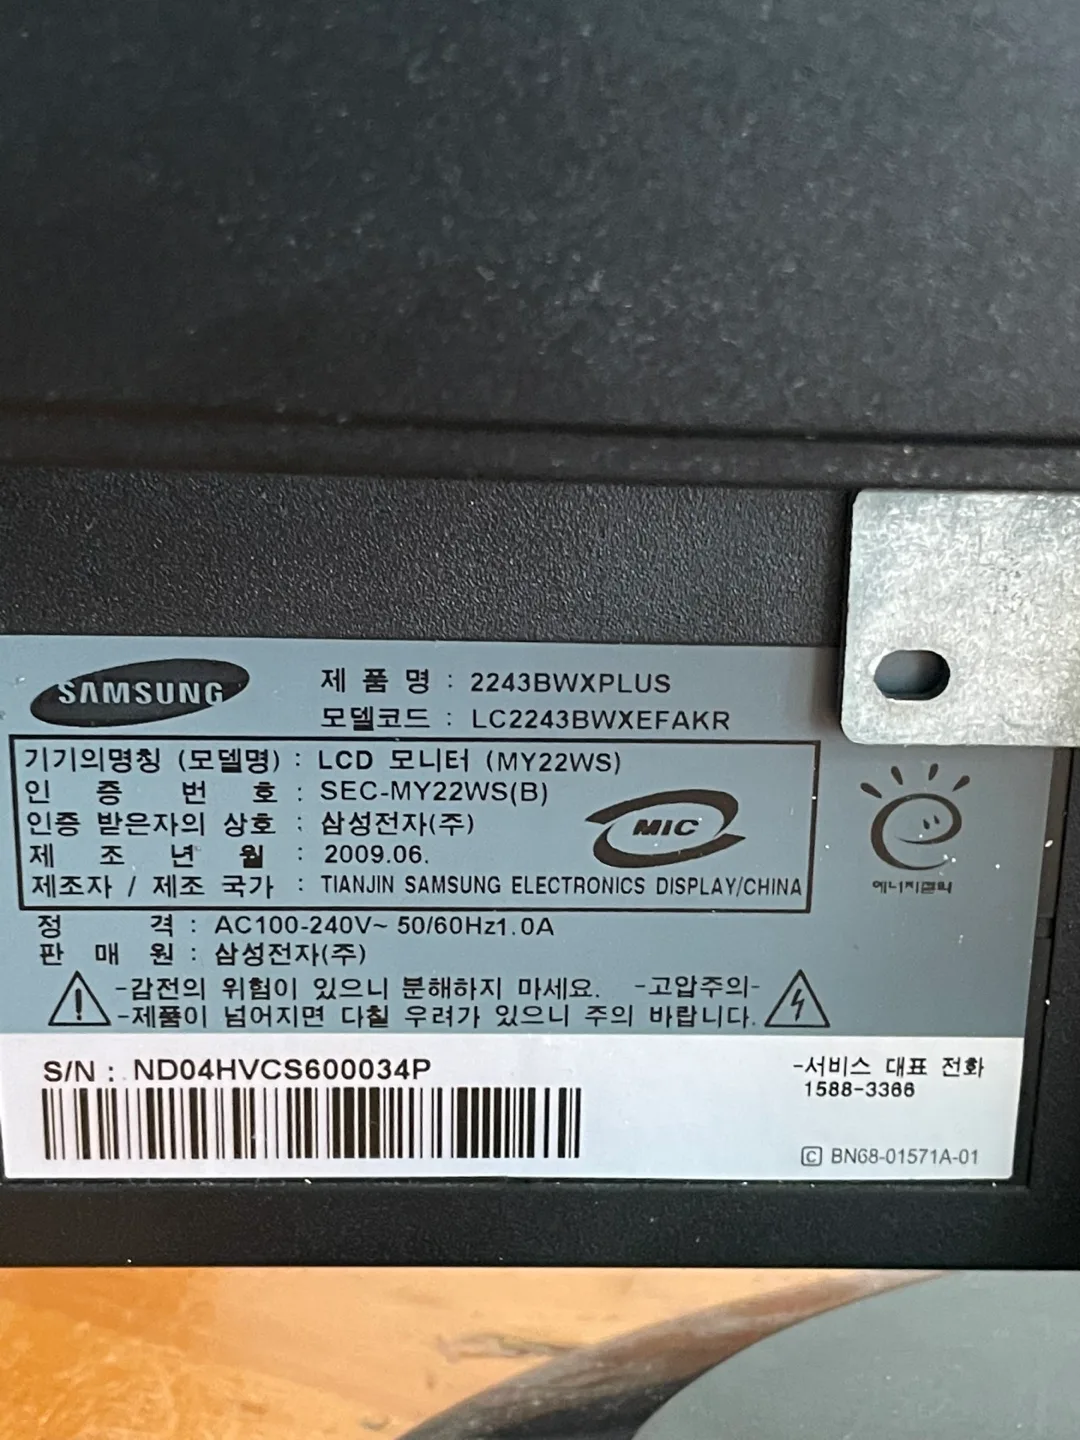 SAMSUNG
제 품 명 : 2243BWXPLUS
모델코드 : LC2243BWXEFAKR
기기의명칭 (모델명) : LCD 모니터 (MY22WS)
인 증 번 호 : SEC-MY22WS(B)
인증 받은자의 상호 : 삼성전자(주)
제 조 년 월 : 2009.06.
제조자 / 제조 국가 : TIANJIN SAMSUNG ELECTRONICS DISPLAY/CHINA
MIC
에너지절약
정 격 : AC100-240V~ 50/60Hz1.0A
판 매 원 : 삼성전자(주)
-감전의 위험이 있으니 분해하지 마세요. -고압주의-
-제품이 넘어지면 다칠 우려가 있으니 주의 바랍니다.
S/N : ND04HVCS600034P
-서비스 대표 전화
1588-3366
C BN68-01571A-01